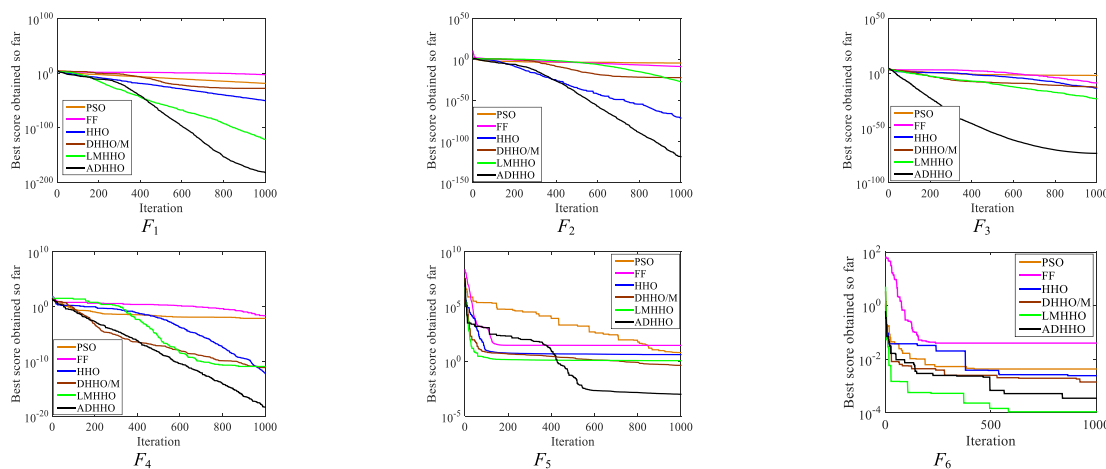 Best score obtained so far
10^100
10^0
10^-100
10^-200
PSO
FF
HHO
DHHO/M
LMHHO
ADHHO
0 200 400 600 800 1000
Iteration
F1
Best score obtained so far
10^50
10^0
10^-50
10^-100
10^-150
PSO
FF
HHO
DHHO/M
LMHHO
ADHHO
0 200 400 600 800 1000
Iteration
F2
Best score obtained so far
10^50
10^0
10^-50
10^-100
PSO
FF
HHO
DHHO/M
LMHHO
ADHHO
0 200 400 600 800 1000
Iteration
F3
Best score obtained so far
10^10
10^0
10^-10
10^-20
PSO
FF
HHO
DHHO/M
LMHHO
ADHHO
0 200 400 600 800 1000
Iteration
F4
Best score obtained so far
10^10
10^5
10^0
10^-5
PSO
FF
HHO
DHHO/M
LMHHO
ADHHO
0 200 400 600 800 1000
Iteration
F5
Best score obtained so far
10^2
10^0
10^-2
10^-4
PSO
FF
HHO
DHHO/M
LMHHO
ADHHO
0 500 1000
Iteration
F6